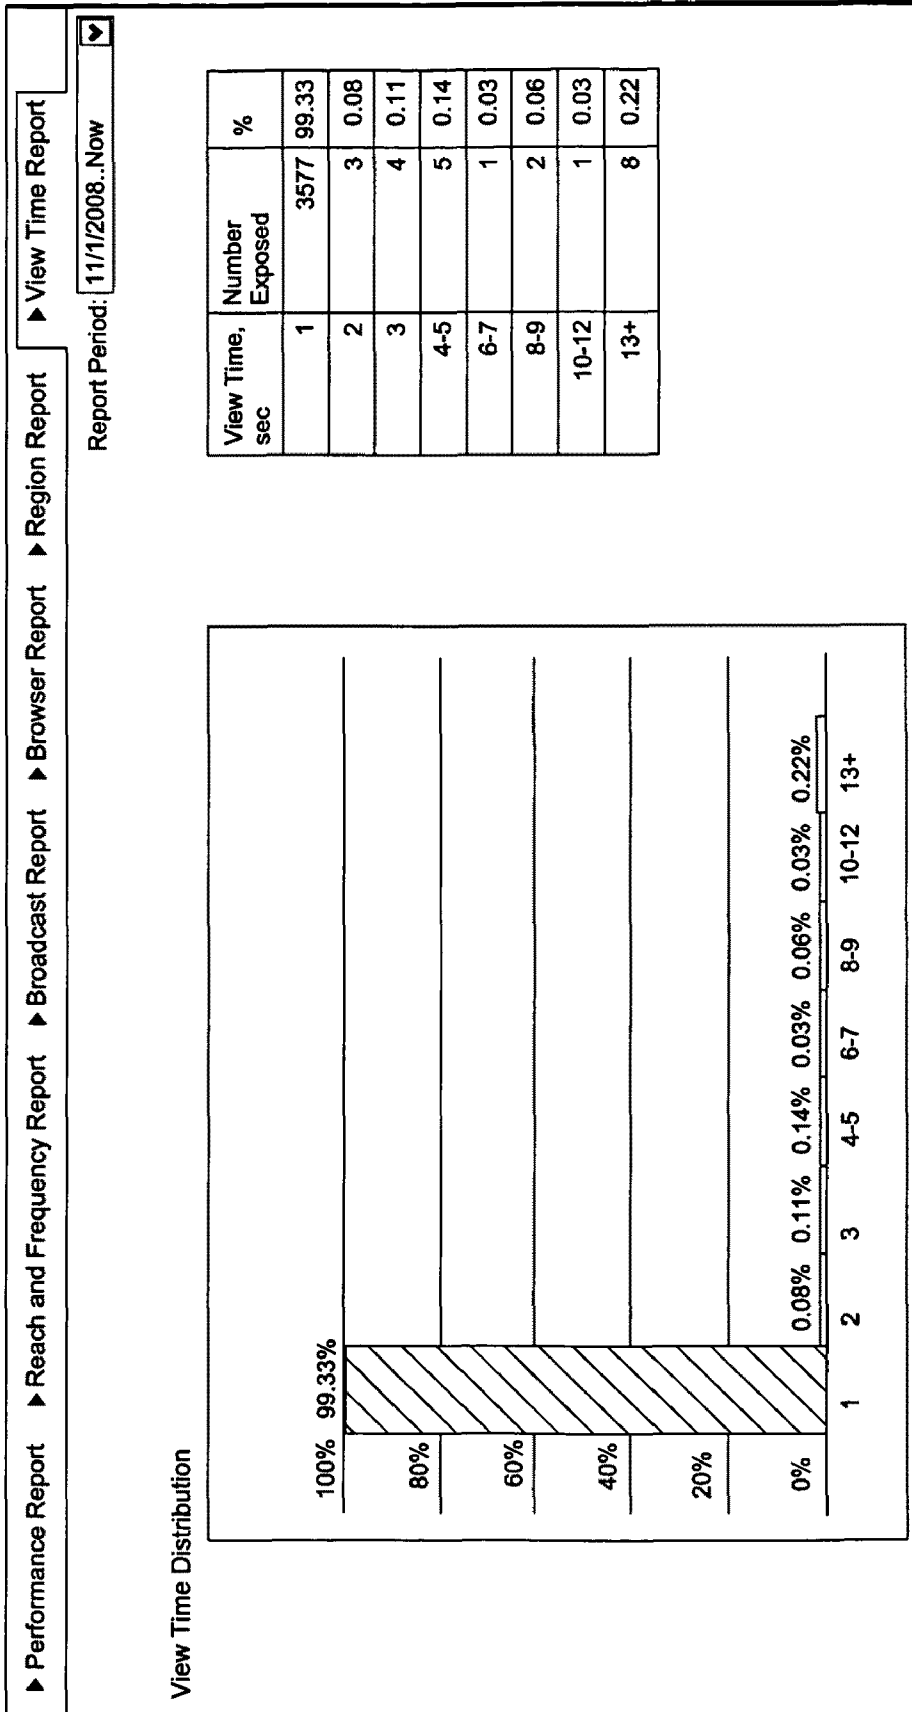 ▶ Performance Report ▶ Reach and Frequency Report ▶ Broadcast Report ▶ Browser Report ▶ Region Report ▶ View Time Report
Report Period: 11/1/2008..Now
View Time Distribution
100% 99.33%
80%
60%
40%
20%
0% 0.08% 0.11% 0.14% 0.03% 0.06% 0.03% 0.22%
1 2 3 4-5 6-7 8-9 10-12 13+
View Time, sec Number Exposed %
1 3577 99.33
2 3 0.08
3 4 0.11
4-5 5 0.14
6-7 1 0.03
8-9 2 0.06
10-12 1 0.03
13+ 8 0.22